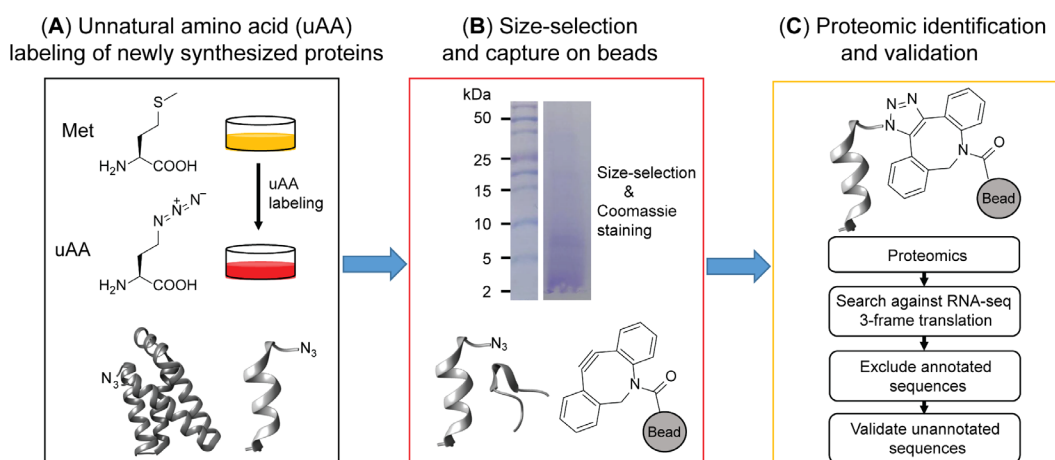 (A) Unnatural amino acid (uAA)
labeling of newly synthesized proteins
Met
S
H₂N
COOH
uAA
labeling
uAA
N=N⁺=N⁻
H₂N
COOH
N₃
N₃
(B) Size-selection
and capture on beads
kDa
50
25
15
10
5
2
Size-selection
&
Coomassie
staining
N₃
N
O
Bead
(C) Proteomic identification
and validation
N
N
N
N
O
Bead
Proteomics
Search against RNA-seq
3-frame translation
Exclude annotated
sequences
Validate unannotated
sequences